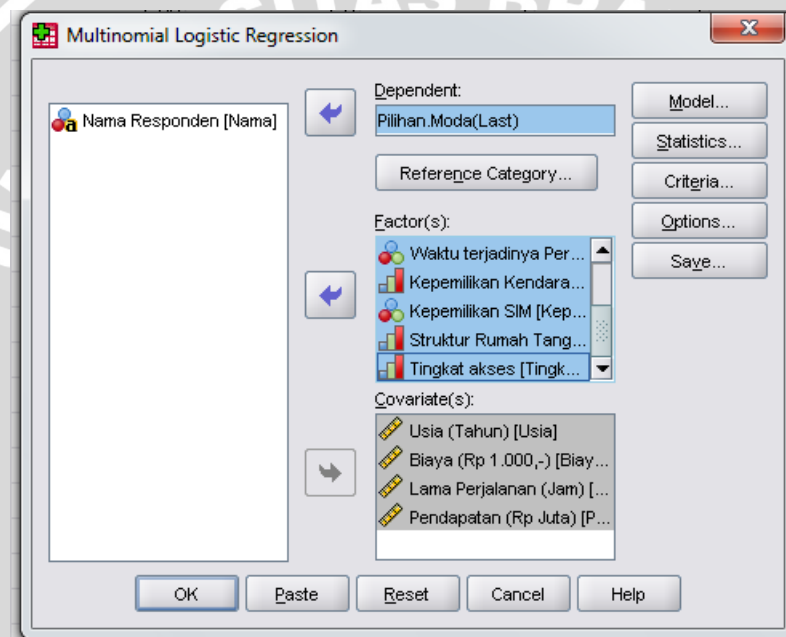 Multinomial Logistic Regression
Nama Responden [Nama]
Dependent:
Pilihan.Moda(Last)
Reference Category...
Factor(s):
Waktu terjadinya Per...
Kepemilikan Kendara...
Kepemilikan SIM [Kep...
Struktur Rumah Tang...
Tingkat akses [Tingk...
Covariate(s):
Usia (Tahun) [Usia]
Biaya (Rp 1.000,-) [Biay...
Lama Perjalanan (Jam) [...
Pendapatan (Rp Juta) [P...
Model...
Statistics...
Criteria...
Options...
Save...
OK
Paste
Reset
Cancel
Help